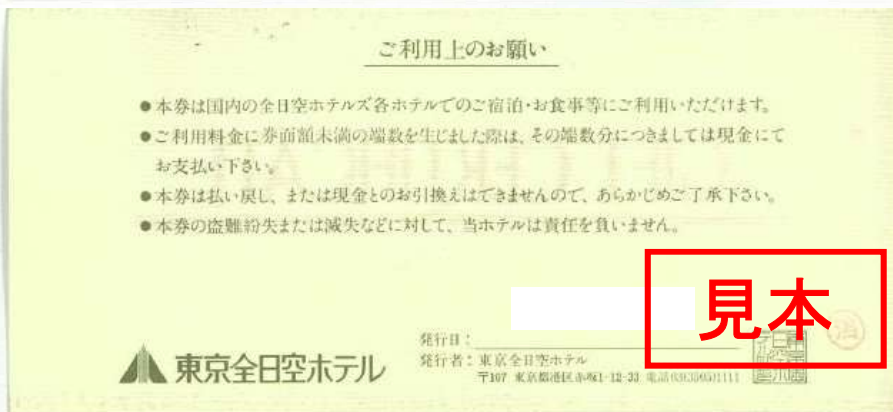 ご利用上のお願い
●本券は国内の全日空ホテルズ各ホテルでのご宿泊・お食事等にご利用いただけます。
●ご利用料金に券面額未満の端数を生じました際は、その端数分につきましては現金にて
お支払い下さい。
●本券は払い戻し、または現金とのお引換えはできませんので、あらかじめご了承下さい。
●本券の盗難紛失または滅失などに対して、当ホテルは責任を負いません。
見本
発行日：
発行者：東京全日空ホテル
〒107 東京都港区赤坂1-12-33
東京全日空ホテル